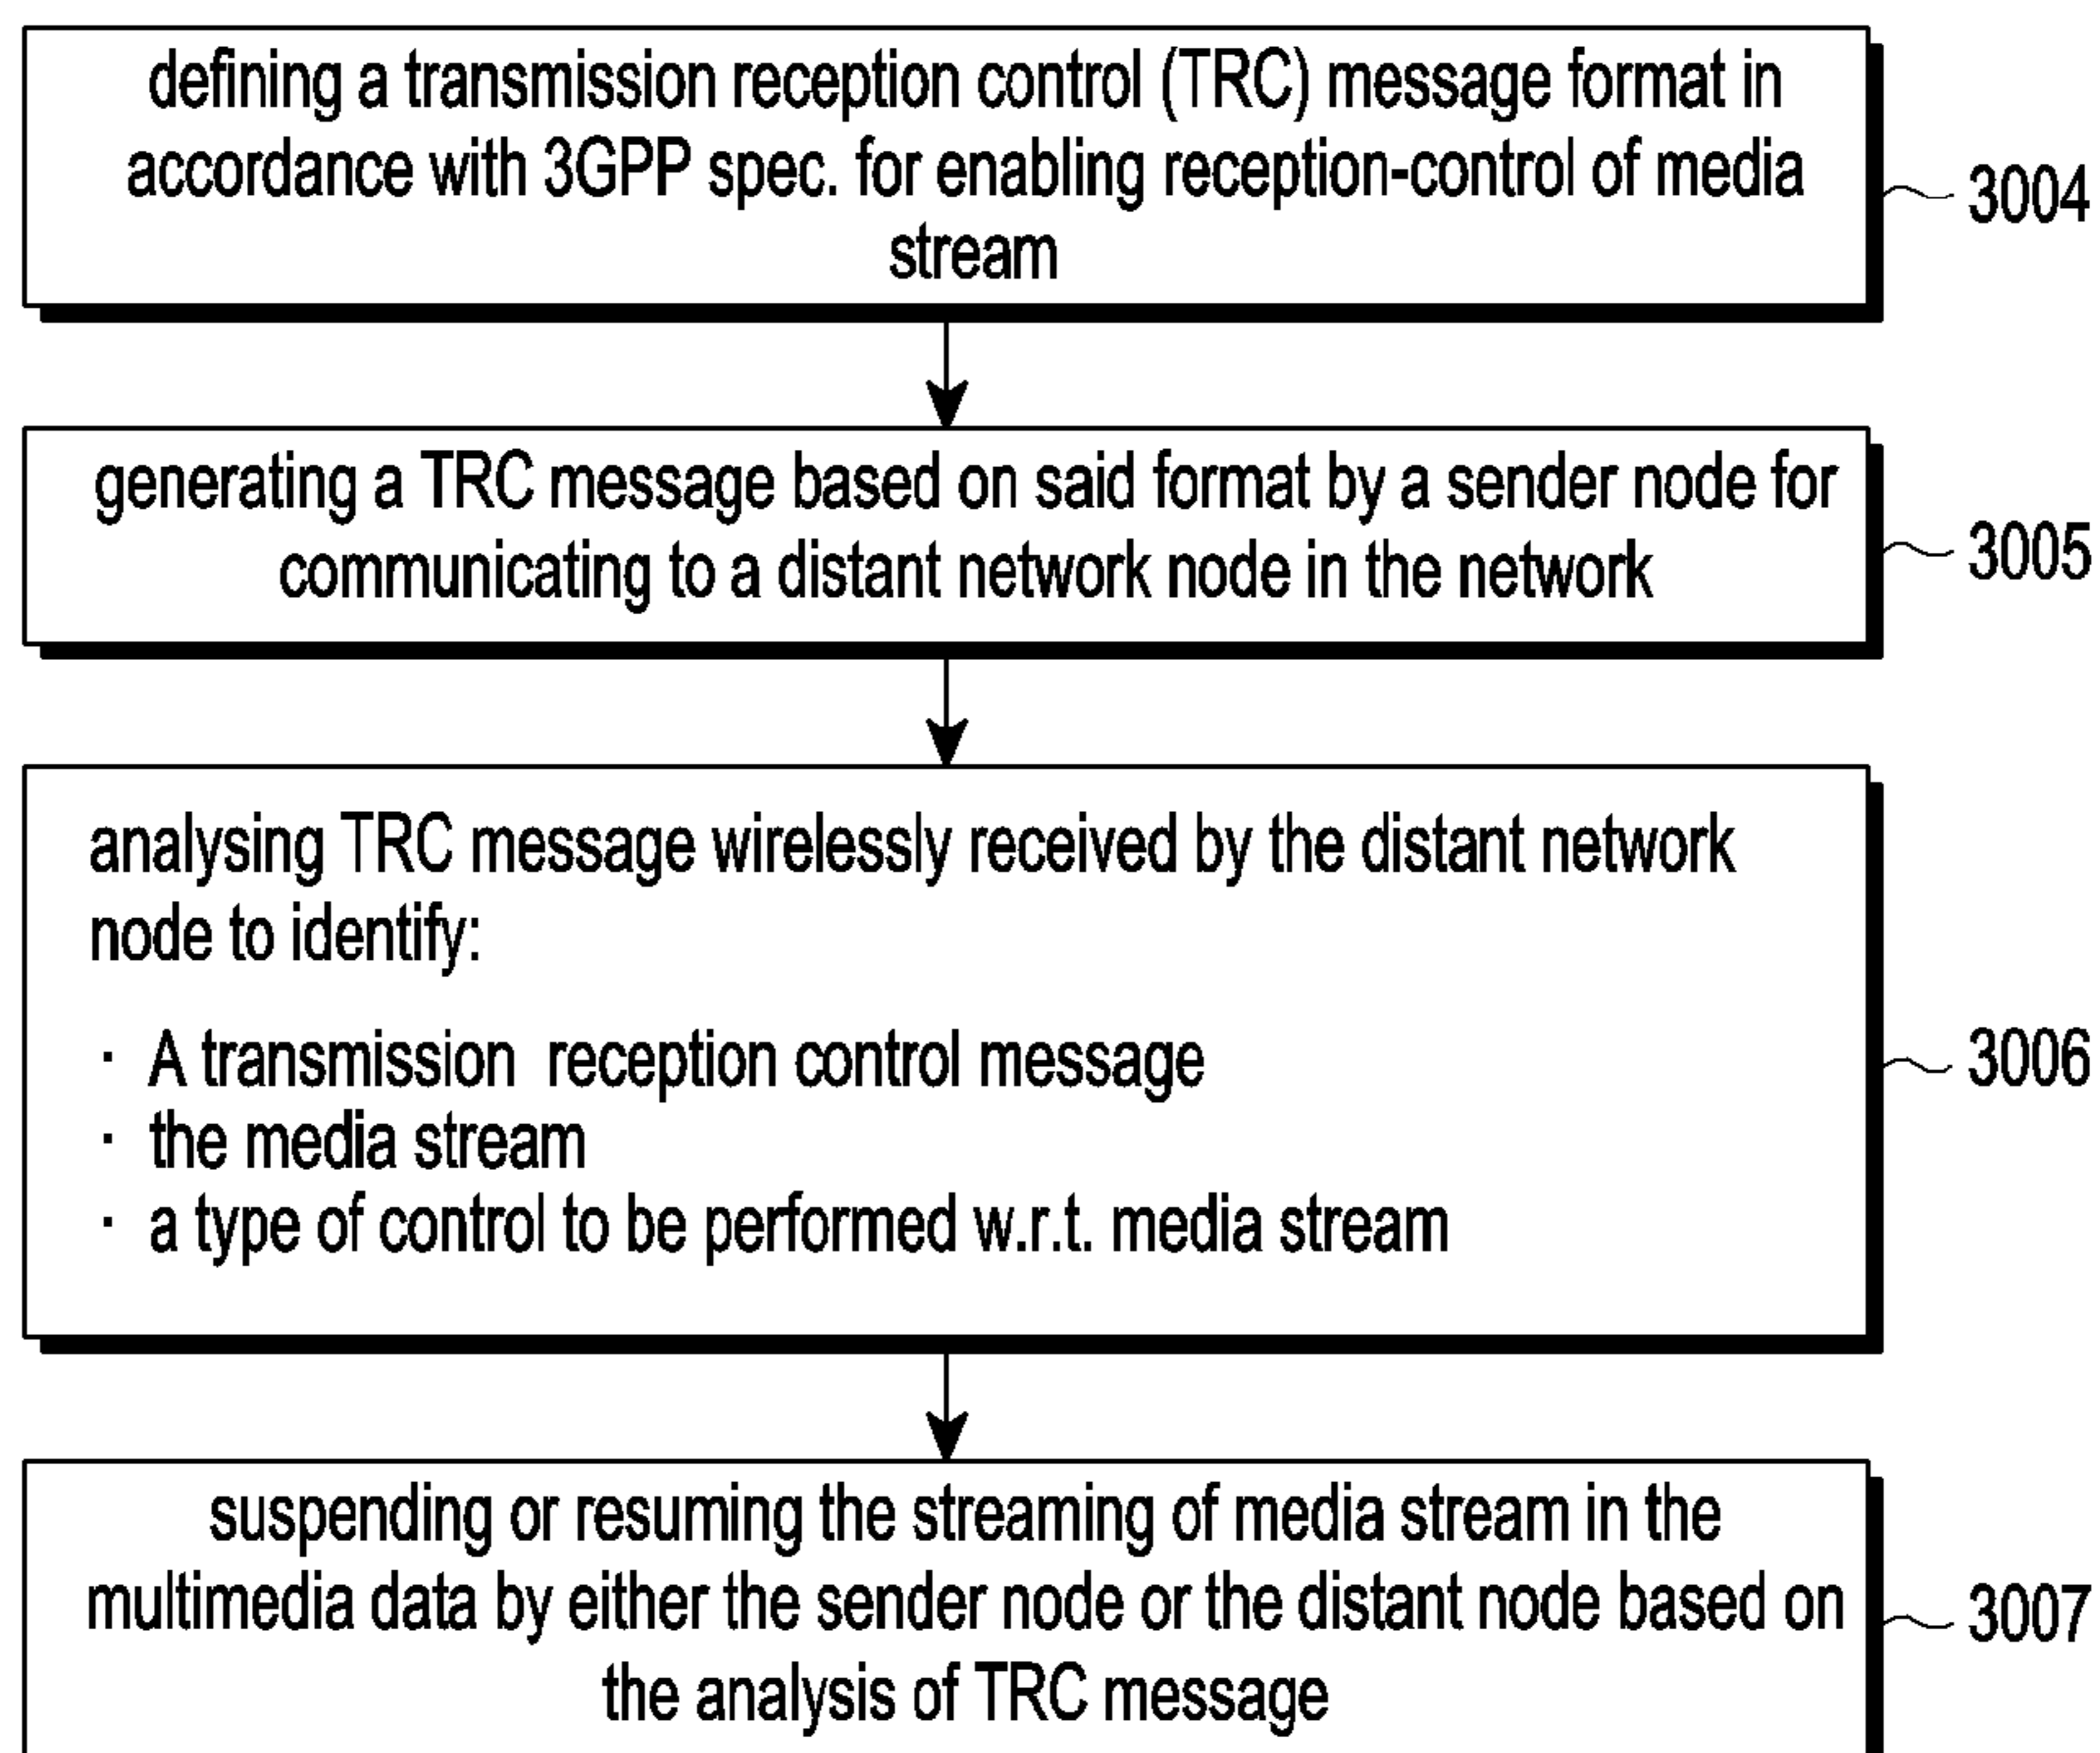 defining a transmission reception control (TRC) message format in
accordance with 3GPP spec. for enabling reception-control of media
stream
3004
generating a TRC message based on said format by a sender node for
communicating to a distant network node in the network
3005
analysing TRC message wirelessly received by the distant network
node to identify:
· A transmission reception control message
· the media stream
· a type of control to be performed w.r.t. media stream
3006
suspending or resuming the streaming of media stream in the
multimedia data by either the sender node or the distant node based on
the analysis of TRC message
3007